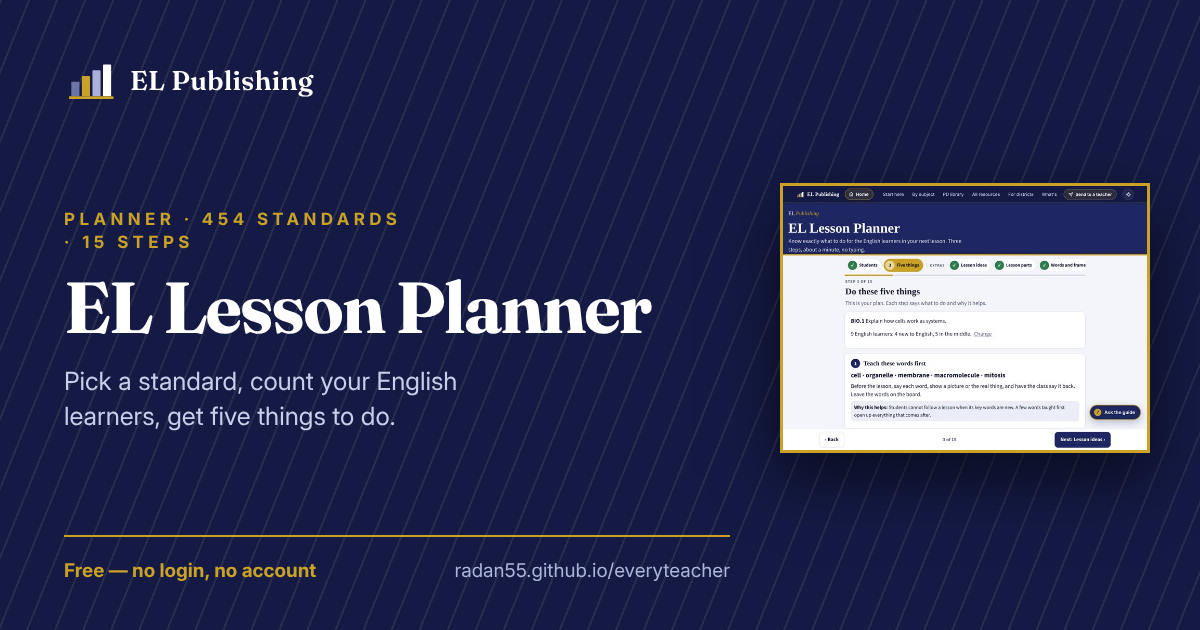 EL Publishing
PLANNER · 454 STANDARDS
· 15 STEPS
EL Lesson Planner
Pick a standard, count your English
learners, get five things to do.
Free — no login, no account
radan55.github.io/everyteacher
EL Publishing
Home
Start here
By subject
PD library
All resources
For districts
What's
Send to a teacher
EL Publishing
EL Lesson Planner
Know exactly what to do for the English learners in your next lesson. Three
steps, about a minute, no typing.
Students
Five things
EXTRAS
Lesson ideas
Lesson parts
Words and frame
Do these five things
This is your plan. Each step says what to do and why it helps.
BIO.1 Explain how cells work as systems.
9 English learners: 4 new to English, 5 in the middle. Change
1 Teach these words first
cell · organelle · membrane · macromolecule · mitosis
Before the lesson, say each word, show a picture or the real thing, and have the class say it back.
Leave the words on the board.
Why this helps: Students cannot follow a lesson when its key words are new. A few words taught first
open up everything that comes after.
? Ask the guide
‹ Back
3 of 15
Next: Lesson ideas ›